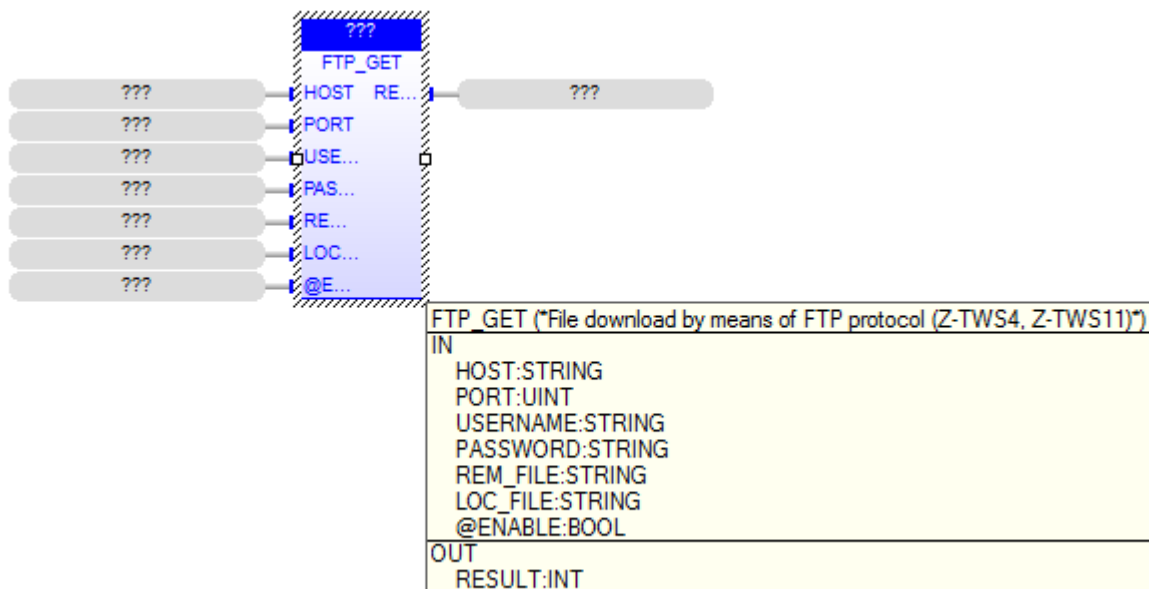 ???
FTP_GET
??? HOST RE... ???
??? PORT
??? USE...
??? PAS...
??? RE...
??? LOC...
??? @E...
FTP_GET (*File download by means of FTP protocol (Z-TWS4, Z-TWS11)*)
IN
HOST:STRING
PORT:UINT
USERNAME:STRING
PASSWORD:STRING
REM_FILE:STRING
LOC_FILE:STRING
@ENABLE:BOOL
OUT
RESULT:INT